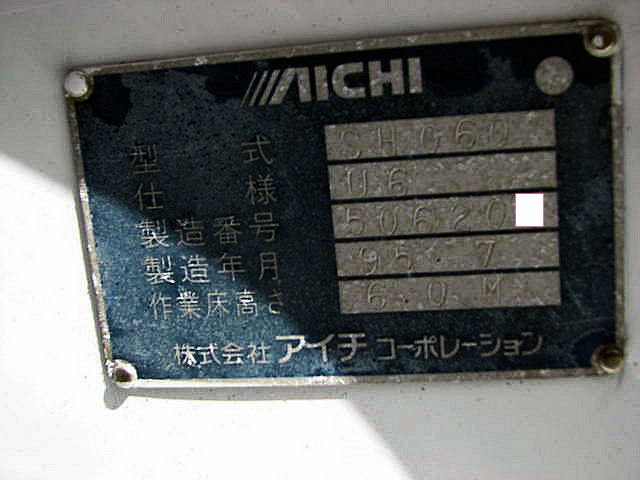 AICHI
型式 SH060
仕様 U6
製造番号
製造年月 95 7
作業床高さ 6.0M
株式会社アイチコーポレーション